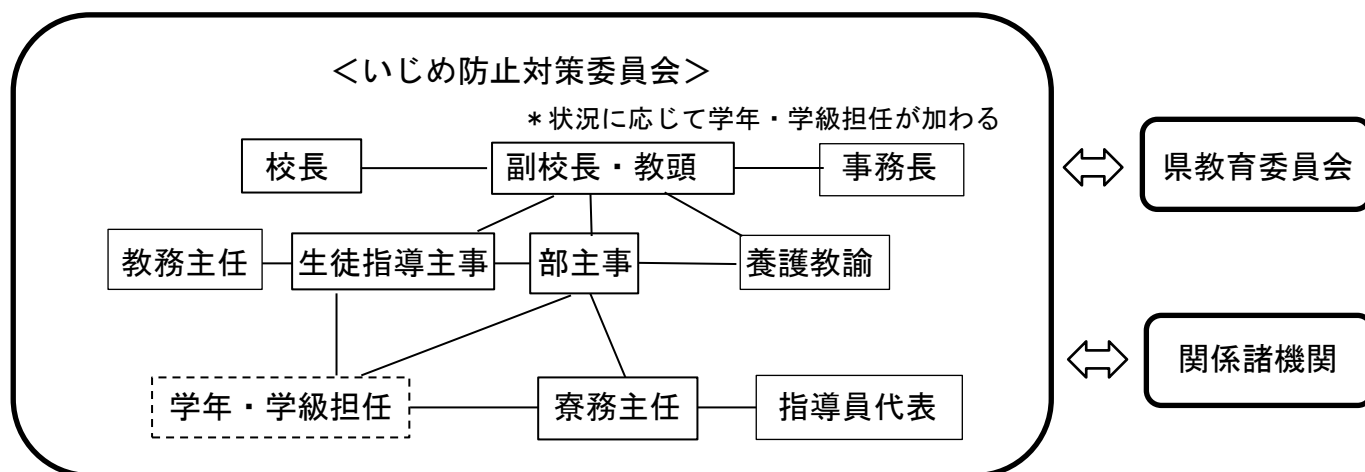 <いじめ防止対策委員会>
*状況に応じて学年・学級担任が加わる
校長 副校長・教頭 事務長 県教育委員会
教務主任 生徒指導主事 部主事 養護教諭
関係諸機関
学年・学級担任 寮務主任 指導員代表